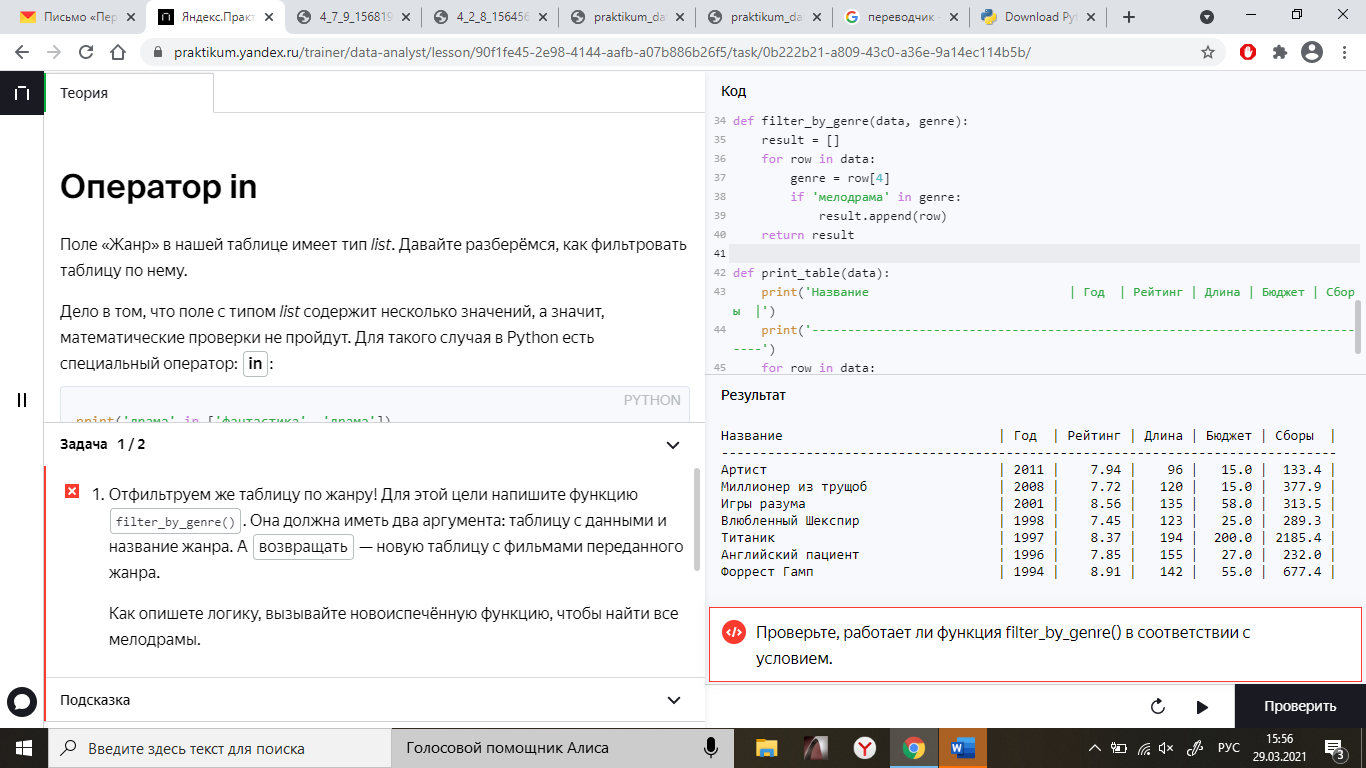 Письмо «Пер
Яндекс.Практ
4_7_9_156819
4_2_8_156456
praktikum_da
praktikum_da
переводчик -
Download Pyt
praktikum.yandex.ru/trainer/data-analyst/lesson/90f1fe45-2e98-4144-aafb-a07b886b26f5/task/0b222b21-a809-43c0-a36e-9a14ec114b5b/
Теория
Оператор in
Поле «Жанр» в нашей таблице имеет тип list. Давайте разберёмся, как фильтровать
таблицу по нему.
Дело в том, что поле с типом list содержит несколько значений, а значит,
математические проверки не пройдут. Для такого случая в Python есть
специальный оператор: in :
PYTHON
print('драма' in ['фантастика', 'драма'])
Задача 1 / 2
1. Отфильтруем же таблицу по жанру! Для этой цели напишите функцию
filter_by_genre() . Она должна иметь два аргумента: таблицу с данными и
название жанра. А возвращать — новую таблицу с фильмами переданного
жанра.
Как опишете логику, вызывайте новоиспечённую функцию, чтобы найти все
мелодрамы.
Подсказка
Код
34 def filter_by_genre(data, genre):
35 result = []
36 for row in data:
37 genre = row[4]
38 if 'мелодрама' in genre:
39 result.append(row)
40 return result
41
42 def print_table(data):
43 print('Название | Год | Рейтинг | Длина | Бюджет | Сбор
ы |')
44 print('---------------------------------------------------------------------------
----')
45 for row in data:
Результат
Название | Год | Рейтинг | Длина | Бюджет | Сборы |
-------------------------------------------------------------------------------
Артист | 2011 | 7.94 | 96 | 15.0 | 133.4 |
Миллионер из трущоб | 2008 | 7.72 | 120 | 15.0 | 377.9 |
Игры разума | 2001 | 8.56 | 135 | 58.0 | 313.5 |
Влюбленный Шекспир | 1998 | 7.45 | 123 | 25.0 | 289.3 |
Титаник | 1997 | 8.37 | 194 | 200.0 | 2185.4 |
Английский пациент | 1996 | 7.85 | 155 | 27.0 | 232.0 |
Форрест Гамп | 1994 | 8.91 | 142 | 55.0 | 677.4 |
Проверьте, работает ли функция filter_by_genre() в соответствии с
условием.
Проверить
Введите здесь текст для поиска
Голосовой помощник Алиса
РУС
15:56
29.03.2021
3